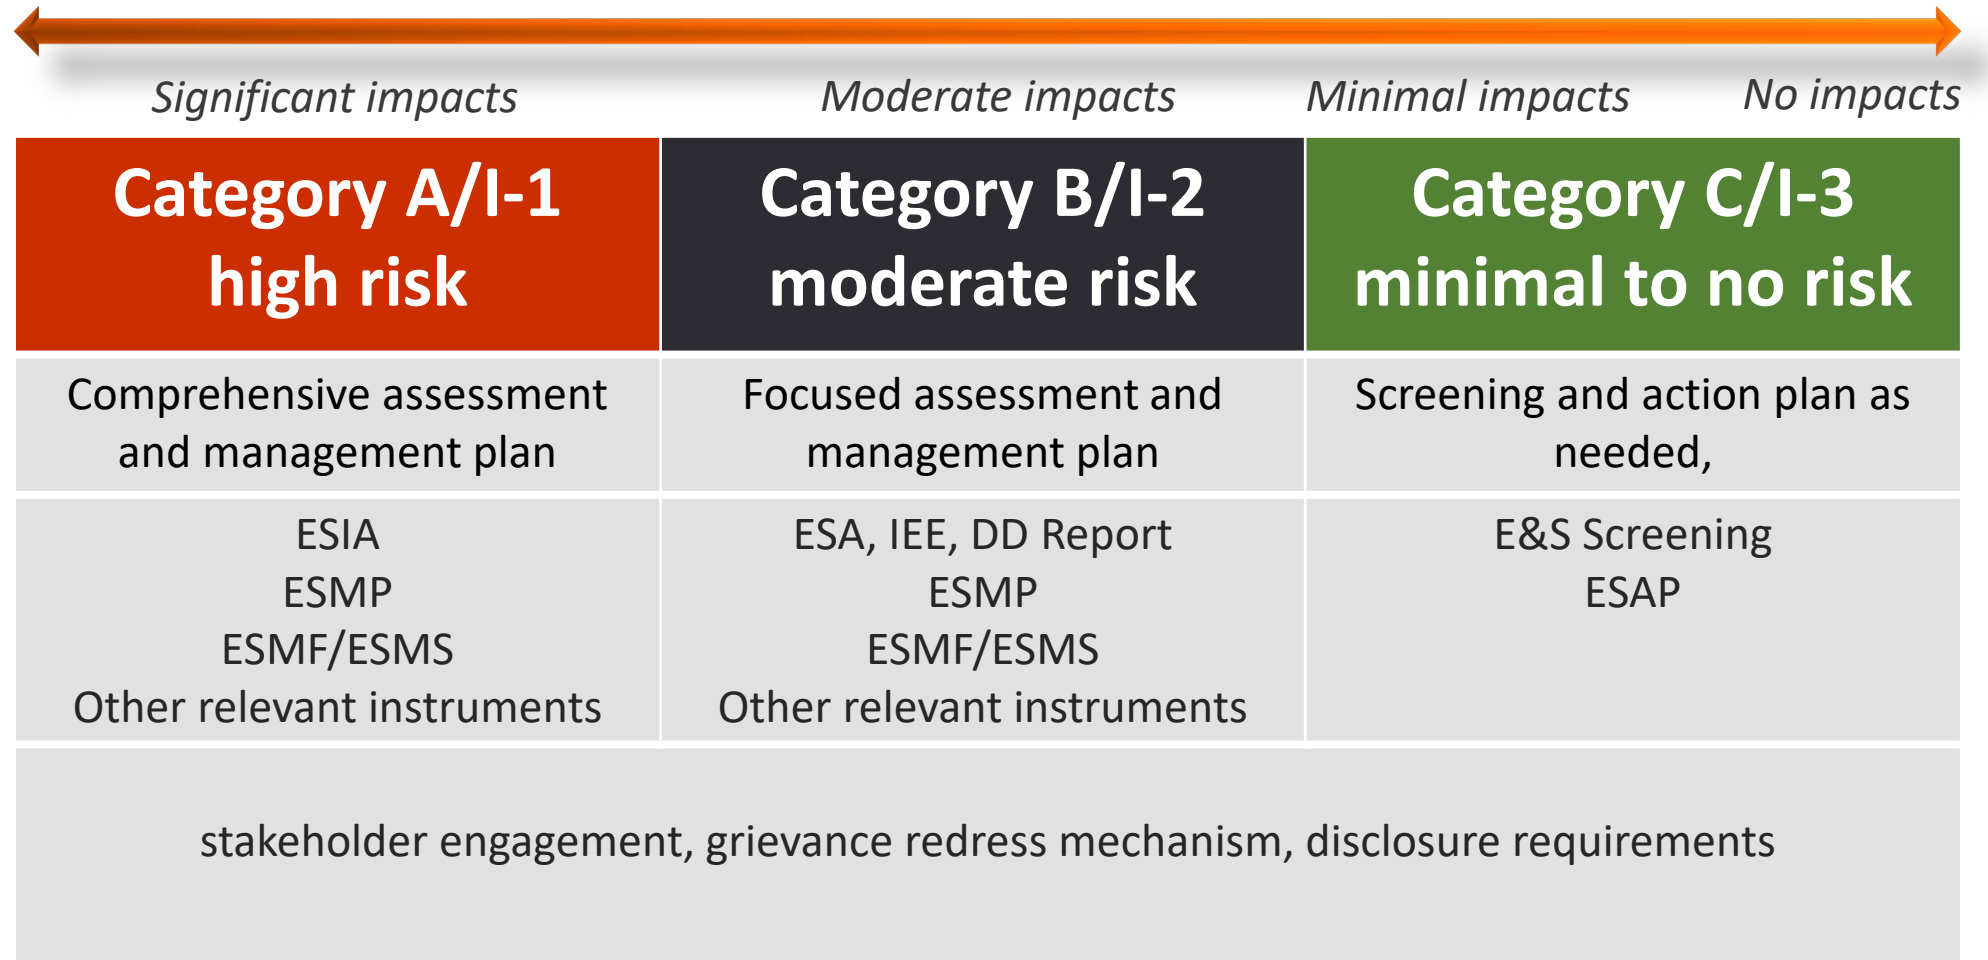 Significant impacts
Moderate impacts
Minimal impacts
No impacts
Category A/I-1
high risk
Category B/I-2
moderate risk
Category C/I-3
minimal to no risk
Comprehensive assessment
and management plan
Focused assessment and
management plan
Screening and action plan as
needed,
ESIA
ESMP
ESMF/ESMS
Other relevant instruments
ESA, IEE, DD Report
ESMP
ESMF/ESMS
Other relevant instruments
E&S Screening
ESAP
stakeholder engagement, grievance redress mechanism, disclosure requirements